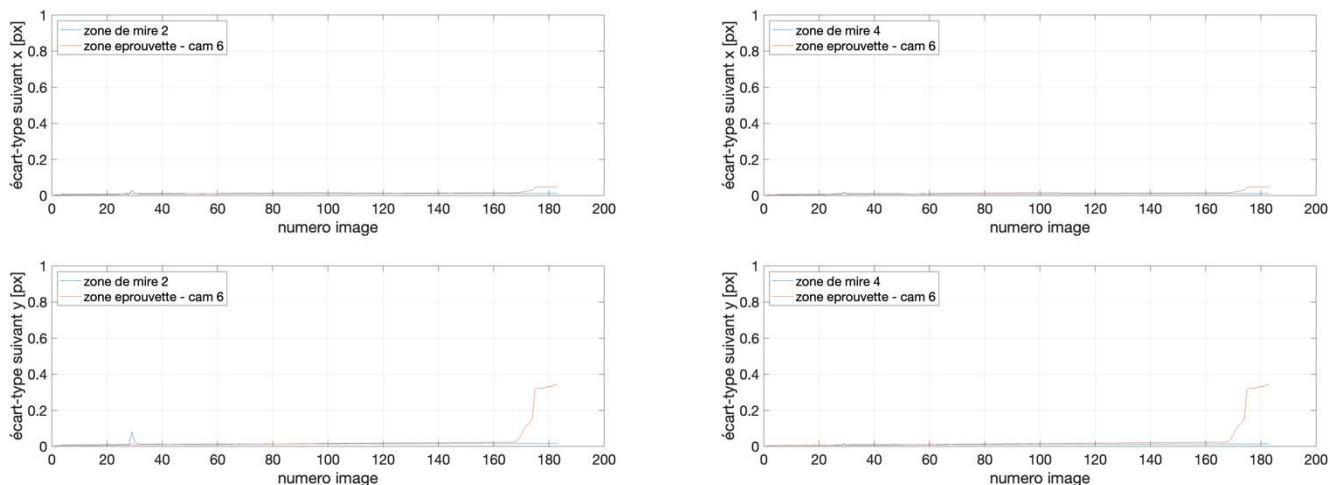 écart-type suivant x [px]
1
0.8
0.6
0.4
0.2
0
zone de mire 2
zone eprouvette - cam 6
0 20 40 60 80 100 120 140 160 180 200
numero image
écart-type suivant x [px]
1
0.8
0.6
0.4
0.2
0
zone de mire 4
zone eprouvette - cam 6
0 20 40 60 80 100 120 140 160 180 200
numero image
écart-type suivant y [px]
1
0.8
0.6
0.4
0.2
0
zone de mire 2
zone eprouvette - cam 6
0 20 40 60 80 100 120 140 160 180 200
numero image
écart-type suivant y [px]
1
0.8
0.6
0.4
0.2
0
zone de mire 4
zone eprouvette - cam 6
0 20 40 60 80 100 120 140 160 180 200
numero image